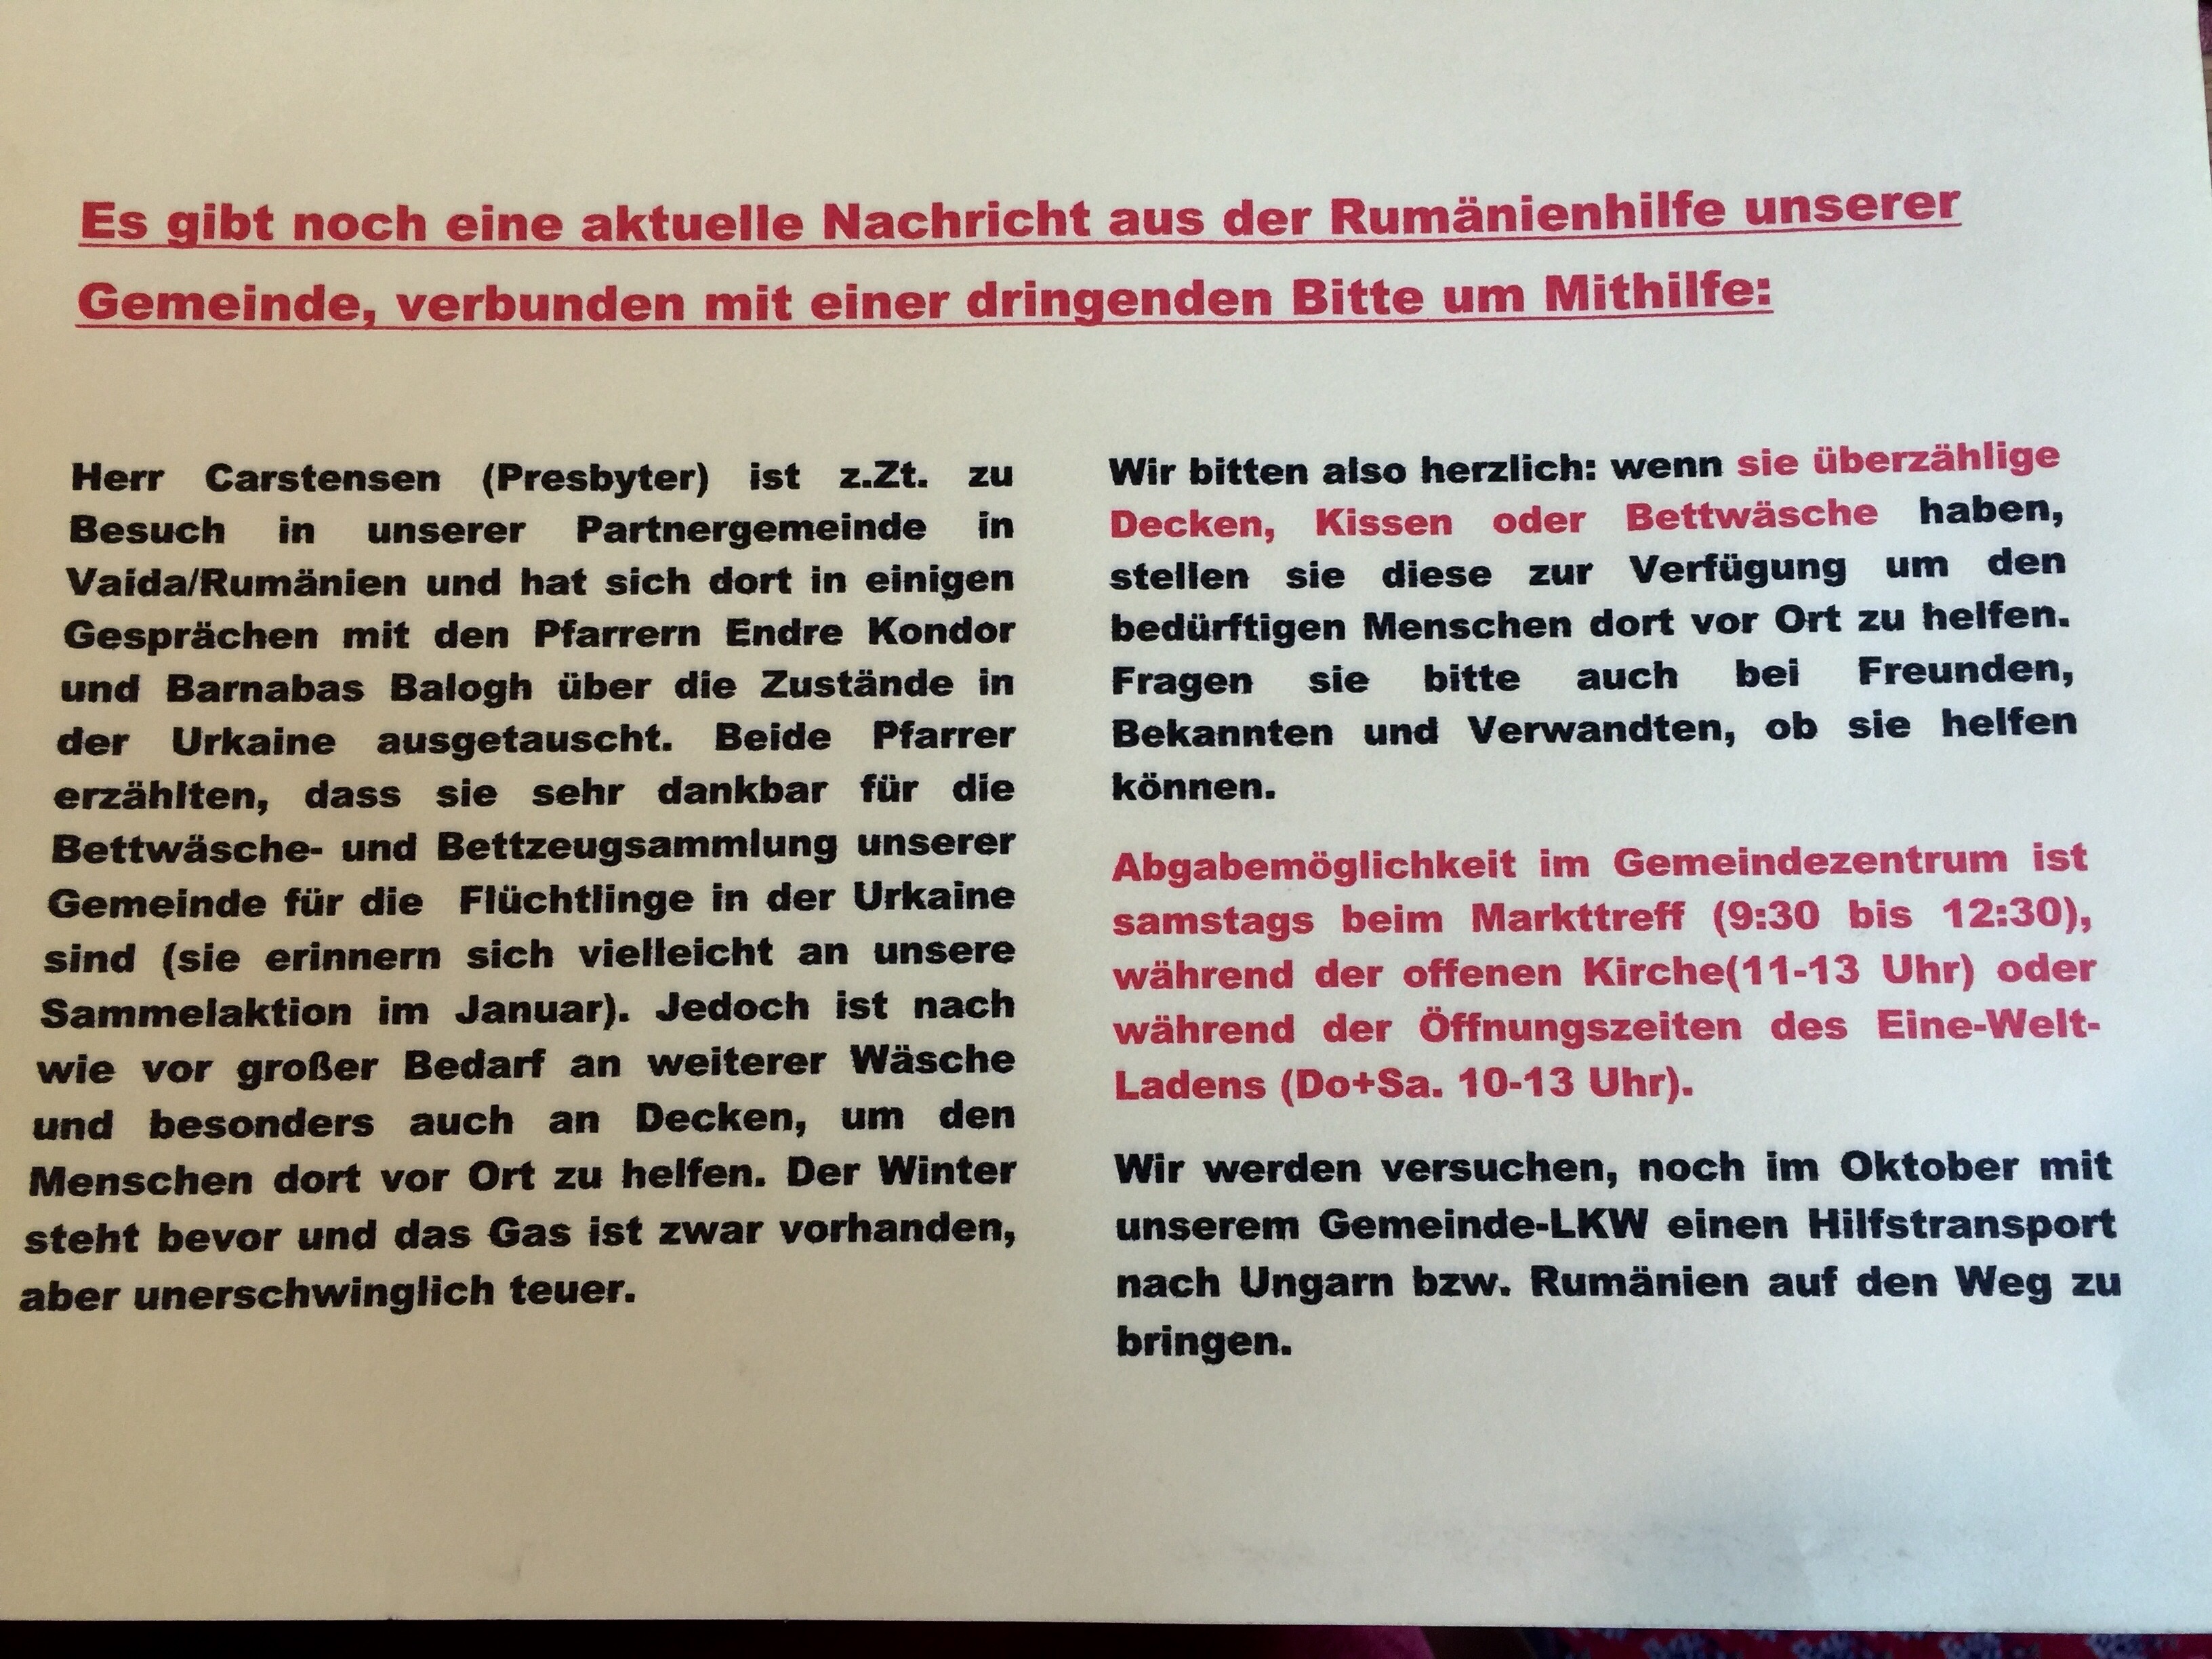 Es gibt noch eine aktuelle Nachricht aus der Rumänienhilfe unserer
Gemeinde, verbunden mit einer dringenden Bitte um Mithilfe:
Herr Carstensen (Presbyter) ist z.Zt. zu
Besuch in unserer Partnergemeinde in
Vaida/Rumänien und hat sich dort in einigen
Gesprächen mit den Pfarrern Endre Kondor
und Barnabas Balogh über die Zustände in
der Urkaine ausgetauscht. Beide Pfarrer
erzählten, dass sie sehr dankbar für die
Bettwäsche- und Bettzeugsammlung unserer
Gemeinde für die Flüchtlinge in der Urkaine
sind (sie erinnern sich vielleicht an unsere
Sammelaktion im Januar). Jedoch ist nach
wie vor großer Bedarf an weiterer Wäsche
und besonders auch an Decken, um den
Menschen dort vor Ort zu helfen. Der Winter
steht bevor und das Gas ist zwar vorhanden,
aber unerschwinglich teuer.
Wir bitten also herzlich: wenn sie überzählige
Decken, Kissen oder Bettwäsche haben,
stellen sie diese zur Verfügung um den
bedürftigen Menschen dort vor Ort zu helfen.
Fragen sie bitte auch bei Freunden,
Bekannten und Verwandten, ob sie helfen
können.
Abgabemöglichkeit im Gemeindezentrum ist
samstags beim Markttreff (9:30 bis 12:30),
während der offenen Kirche(11-13 Uhr) oder
während der Öffnungszeiten des Eine-Welt-
Ladens (Do+Sa. 10-13 Uhr).
Wir werden versuchen, noch im Oktober mit
unserem Gemeinde-LKW einen Hilfstransport
nach Ungarn bzw. Rumänien auf den Weg zu
bringen.